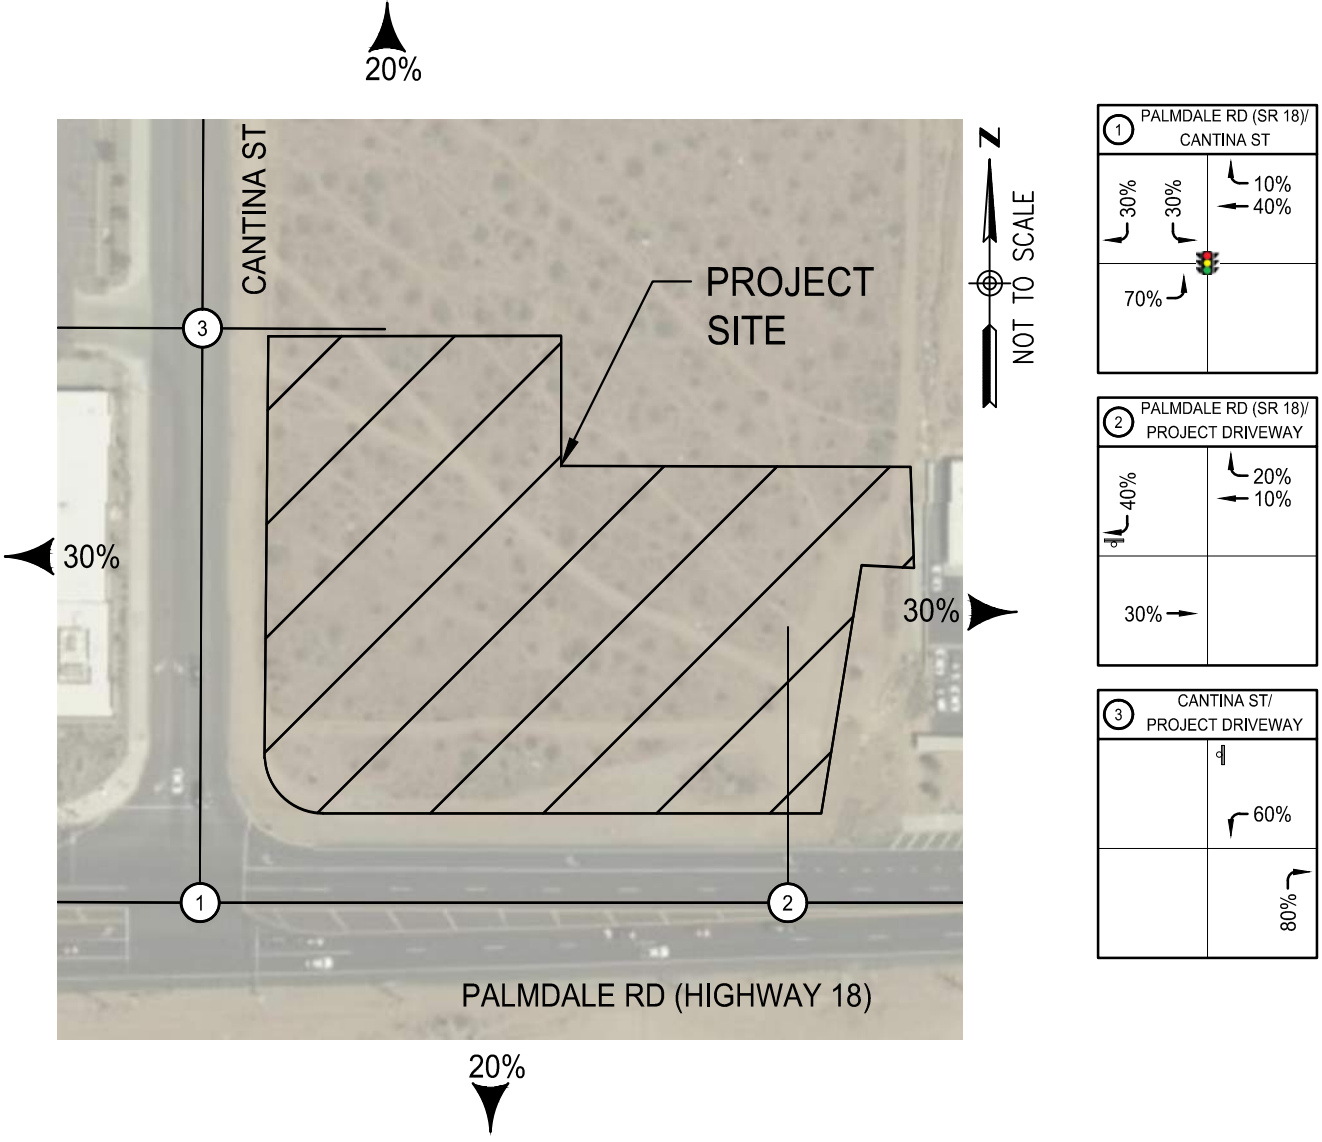 20%
CANTINA ST
PROJECT
SITE
Z
NOT TO SCALE
3
30%
30%
1
2
PALMDALE RD (HIGHWAY 18)
20%
1
PALMDALE RD (SR 18)/
CANTINA ST
30%
30%
10%
40%
70%
2
PALMDALE RD (SR 18)/
PROJECT DRIVEWAY
40%
20%
10%
30%
3
CANTINA ST/
PROJECT DRIVEWAY
60%
80%